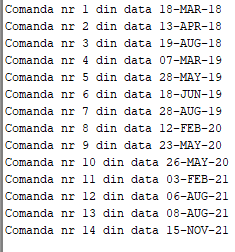 Comanda nr 1 din data 18-MAR-18
Comanda nr 2 din data 13-APR-18
Comanda nr 3 din data 19-AUG-18
Comanda nr 4 din data 07-MAR-19
Comanda nr 5 din data 28-MAY-19
Comanda nr 6 din data 18-JUN-19
Comanda nr 7 din data 28-AUG-19
Comanda nr 8 din data 12-FEB-20
Comanda nr 9 din data 23-MAY-20
Comanda nr 10 din data 26-MAY-20
Comanda nr 11 din data 03-FEB-21
Comanda nr 12 din data 06-AUG-21
Comanda nr 13 din data 08-AUG-21
Comanda nr 14 din data 15-NOV-21